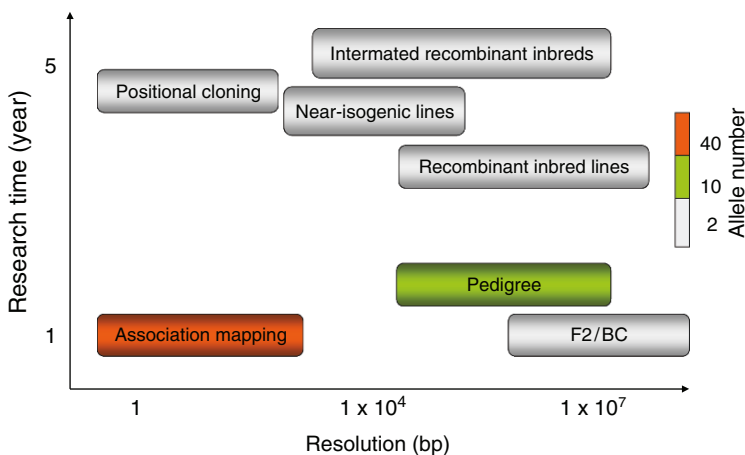 5
Intermated recombinant inbreds
Positional cloning
Near-isogenic lines
Recombinant inbred lines
Pedigree
1
Association mapping
F2/BC
Research time (year)
1
1 x 10⁴
1 x 10⁷
Resolution (bp)
40
10
2
Allele number